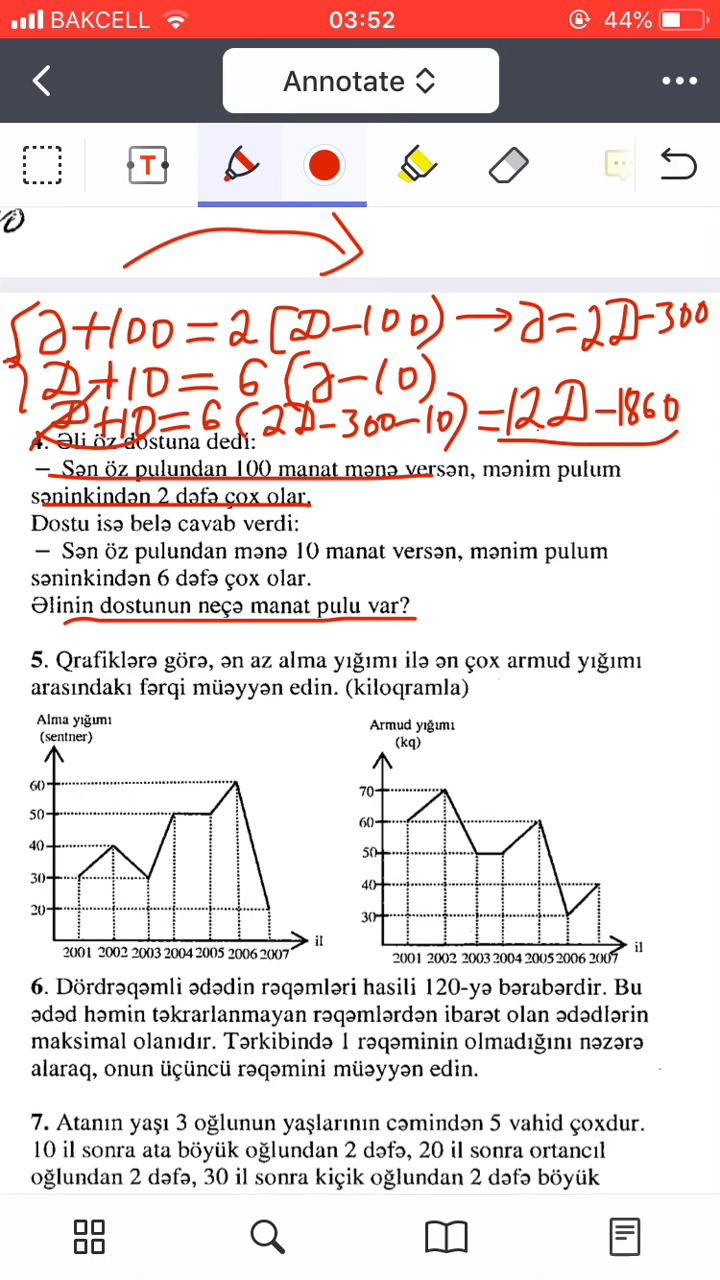 BAKCELL 03:52 44%
Annotate
T
{ə+100=2(D-100)→ə=2D-300
D+10=6(ə-10)
D+10=6(2D-300-10)=12D-1860
4. Əli öz dostuna dedi:
– Sən öz pulundan 100 manat mənə versən, mənim pulum
səninkindən 2 dəfə çox olar.
Dostu isə belə cavab verdi:
– Sən öz pulundan mənə 10 manat versən, mənim pulum
səninkindən 6 dəfə çox olar.
Əlinin dostunun neçə manat pulu var?
5. Qrafiklərə görə, ən az alma yığımı ilə ən çox armud yığımı
arasındakı fərqi müəyyən edin. (kiloqramla)
Alma yığımı
(sentner)
60
50
40
30
20
2001 2002 2003 2004 2005 2006 2007
il
Armud yığımı
(kq)
70
60
50
40
30
2001 2002 2003 2004 2005 2006 2007
il
6. Dördrəqəmli ədədin rəqəmləri hasili 120-yə bərabərdir. Bu
ədəd həmin təkrarlanmayan rəqəmlərdən ibarət olan ədədlərin
maksimal olanıdır. Tərkibində 1 rəqəminin olmadığını nəzərə
alaraq, onun üçüncü rəqəmini müəyyən edin.
7. Atanın yaşı 3 oğlunun yaşlarının cəmindən 5 vahid çoxdur.
10 il sonra ata böyük oğlundan 2 dəfə, 20 il sonra ortancıl
oğlundan 2 dəfə, 30 il sonra kiçik oğlundan 2 dəfə böyük